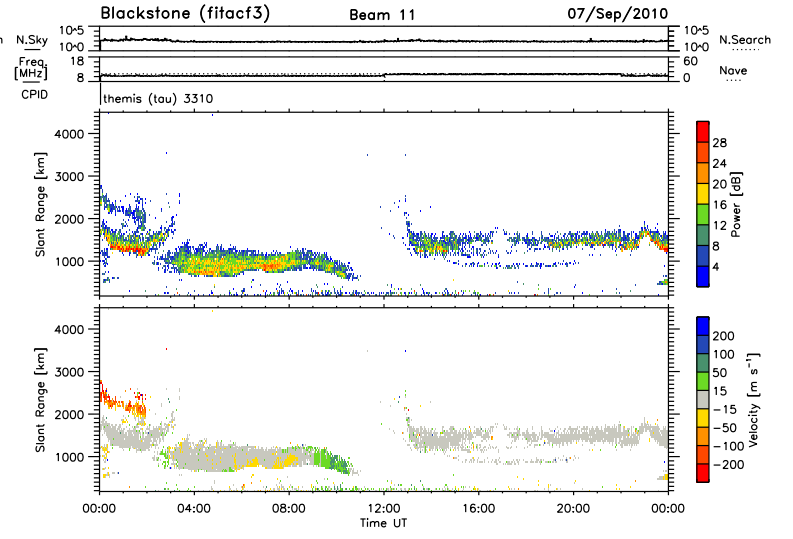 Blackstone (fitacf3) Beam 11 07/Sep/2010
n N.Sky 10^5 10^0 10^5 10^0 N.Search
Freq. [MHz] 18 8 60 0 Nave
CPID themis (tau) 3310
Slant Range [km] 4000 3000 2000 1000
Power [dB] 28 24 20 16 12 8 4
Slant Range [km] 4000 3000 2000 1000
Velocity [m s⁻¹] 200 100 50 15 −15 −50 −100 −200
00:00 04:00 08:00 12:00 16:00 20:00 00:00
Time UT